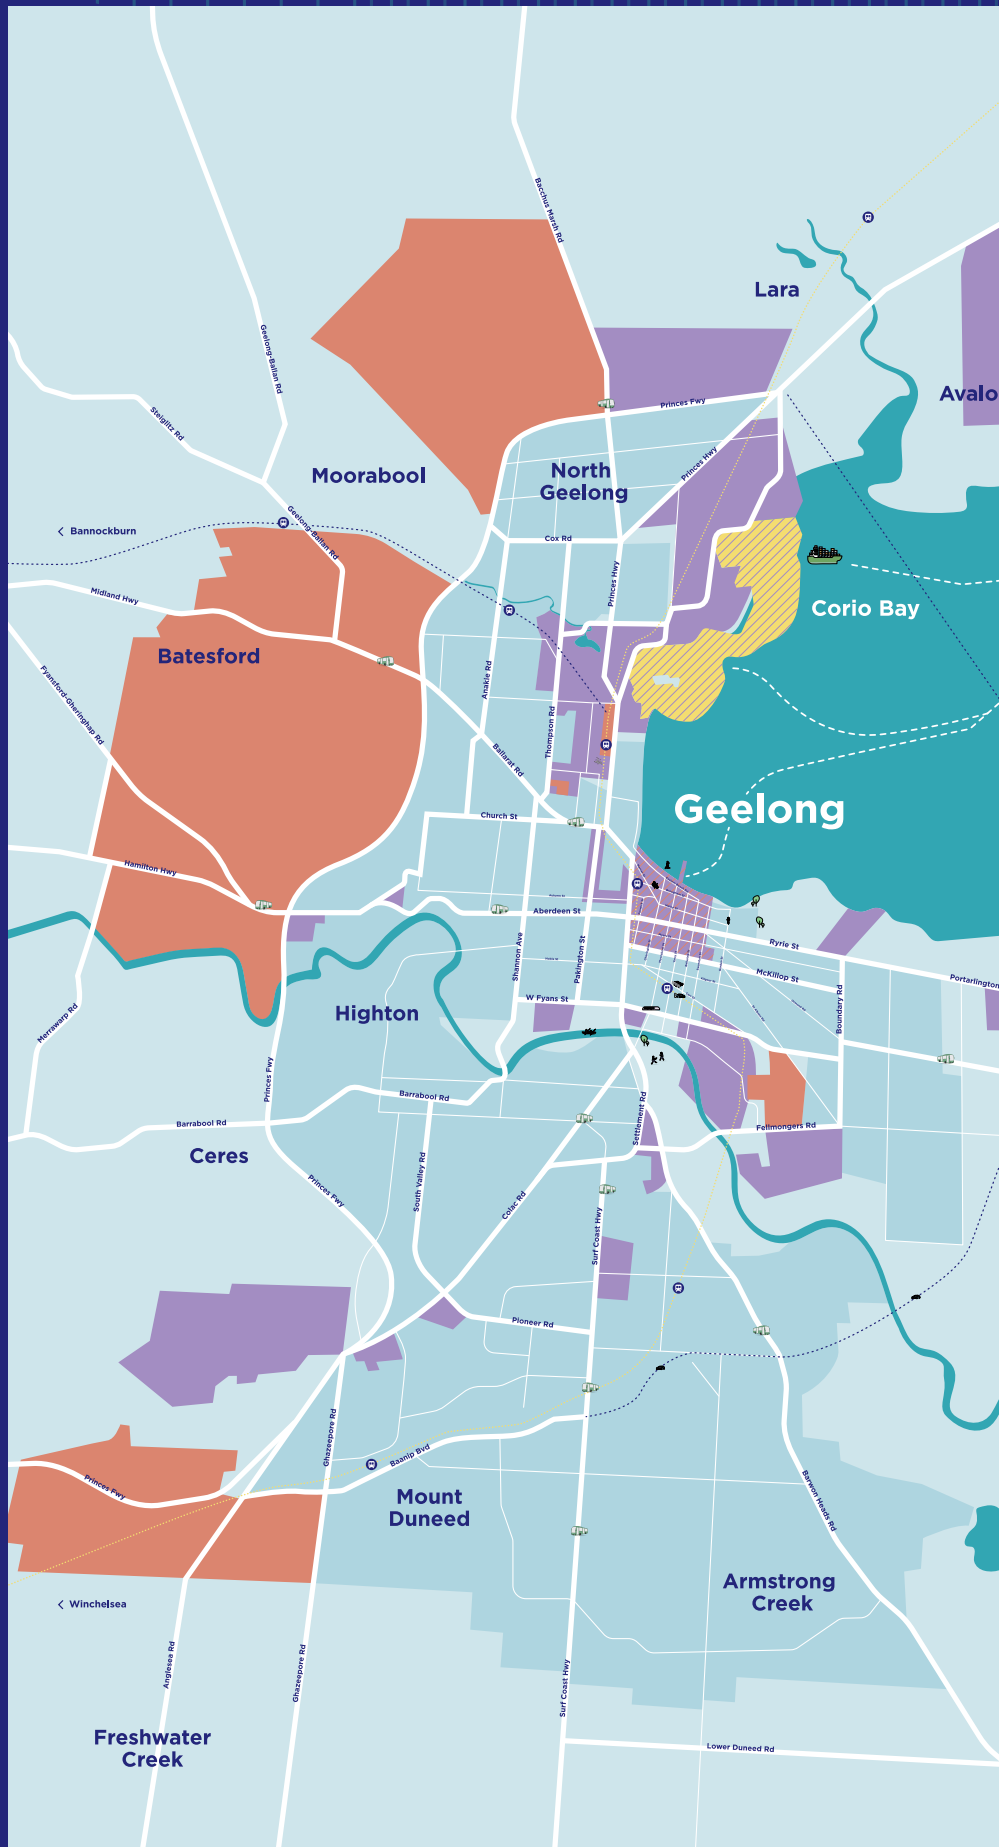 Bacchus Marsh Rd
Lara
Geelong-Ballan Rd
Avalo
Princes Fwy
Steiglitz Rd
Moorabool
North
Geelong
Princes Hwy
Bannockburn
Geelong-Ballan Rd
Cox Rd
Princes Hwy
Midland Hwy
Corio Bay
Batesford
Anakie Rd
Fyansford-Gheringhap Rd
Thompson Rd
Ballarat Rd
Geelong
Church St
Hamilton Hwy
Aberdeen St
Shannon Ave
Pakington St
Ryrie St
McKillop St
Portarlington
W Fyans St
Boundary Rd
Highton
Merrawarp Rd
Princes Fwy
Barrabool Rd
Barrabool Rd
Settlement Rd
Fellmongers Rd
Ceres
South Valley Rd
Princes Fwy
Colac Rd
Surf Coast Hwy
Pioneer Rd
Ghazeepore Rd
Baanip Bvd
Princes Fwy
Mount
Duneed
Barwon Heads Rd
Armstrong
Creek
Winchelsea
Anglesea Rd
Ghazeepore Rd
Surf Coast Hwy
Freshwater
Creek
Lower Duneed Rd